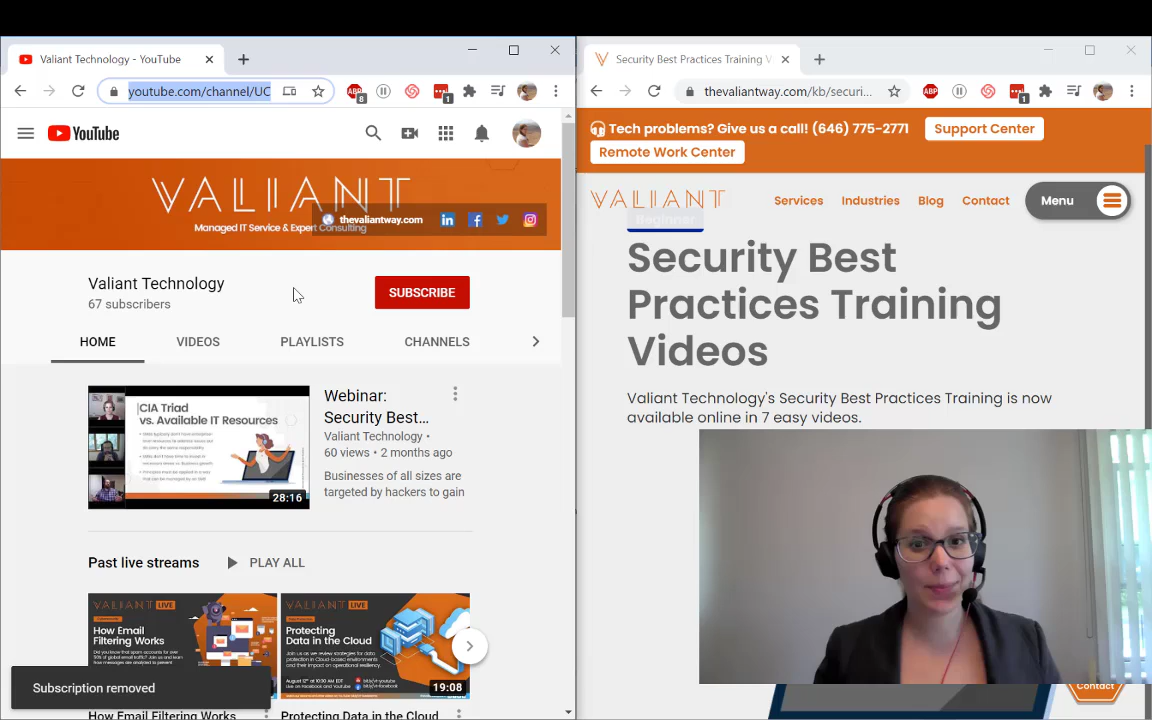 Valiant Technology - YouTube
youtube.com/channel/UC
8
1
YouTube
VALIANT
thevaliantway.com
Managed IT Service & Expert Consulting
Valiant Technology
67 subscribers
SUBSCRIBE
HOME
VIDEOS
PLAYLISTS
CHANNELS
CIA Triad
vs. Available IT Resources
28:16
Webinar:
Security Best...
Valiant Technology •
60 views • 2 months ago
Businesses of all sizes are
targeted by hackers to gain
Past live streams
PLAY ALL
VALIANT LIVE
How Email
Filtering Works
VALIANT LIVE
Protecting
Data in the Cloud
19:08
Subscription removed
How Email Filtering Works
Protecting Data in the Cloud
Security Best Practices Training V
thevaliantway.com/kb/securi...
ABP
1
Tech problems? Give us a call! (646) 775-2771
Support Center
Remote Work Center
VALIANT
Services
Industries
Blog
Contact
Menu
Beginner
Security Best
Practices Training
Videos
Valiant Technology's Security Best Practices Training is now
available online in 7 easy videos.
Contact